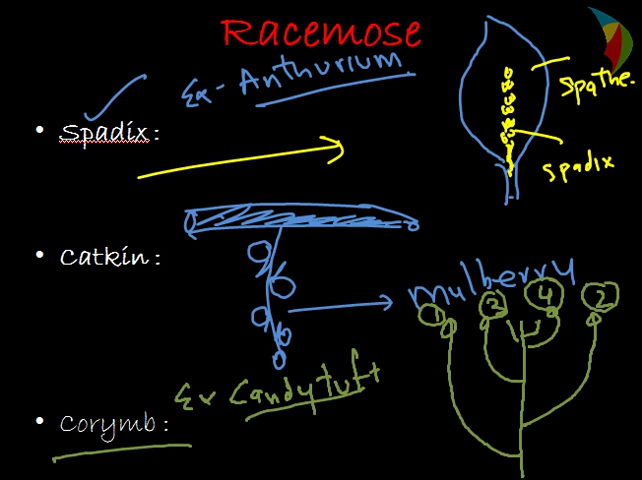 Racemose
Ex - Anthurium
Spathe.
• Spadix :
spadix
• Catkin :
mulberry
1 3 4 2
Ex Candytuft
• Corymb :